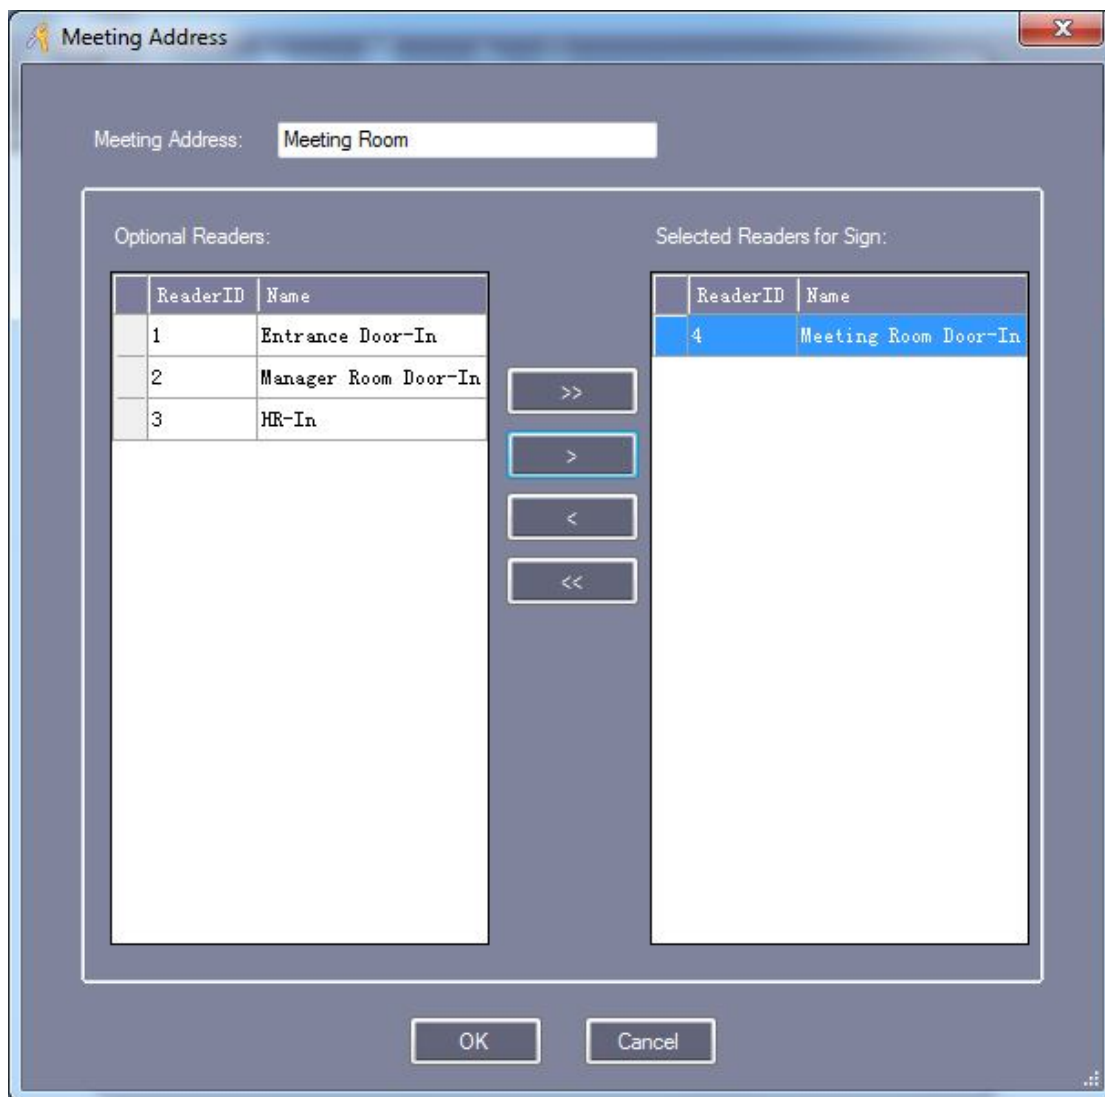 Meeting Address
X
Meeting Address: Meeting Room
Optional Readers:
ReaderID Name
1 Entrance Door-In
2 Manager Room Door-In
3 HR-In
>>
>
<
<<
Selected Readers for Sign:
ReaderID Name
4 Meeting Room Door-In
OK
Cancel